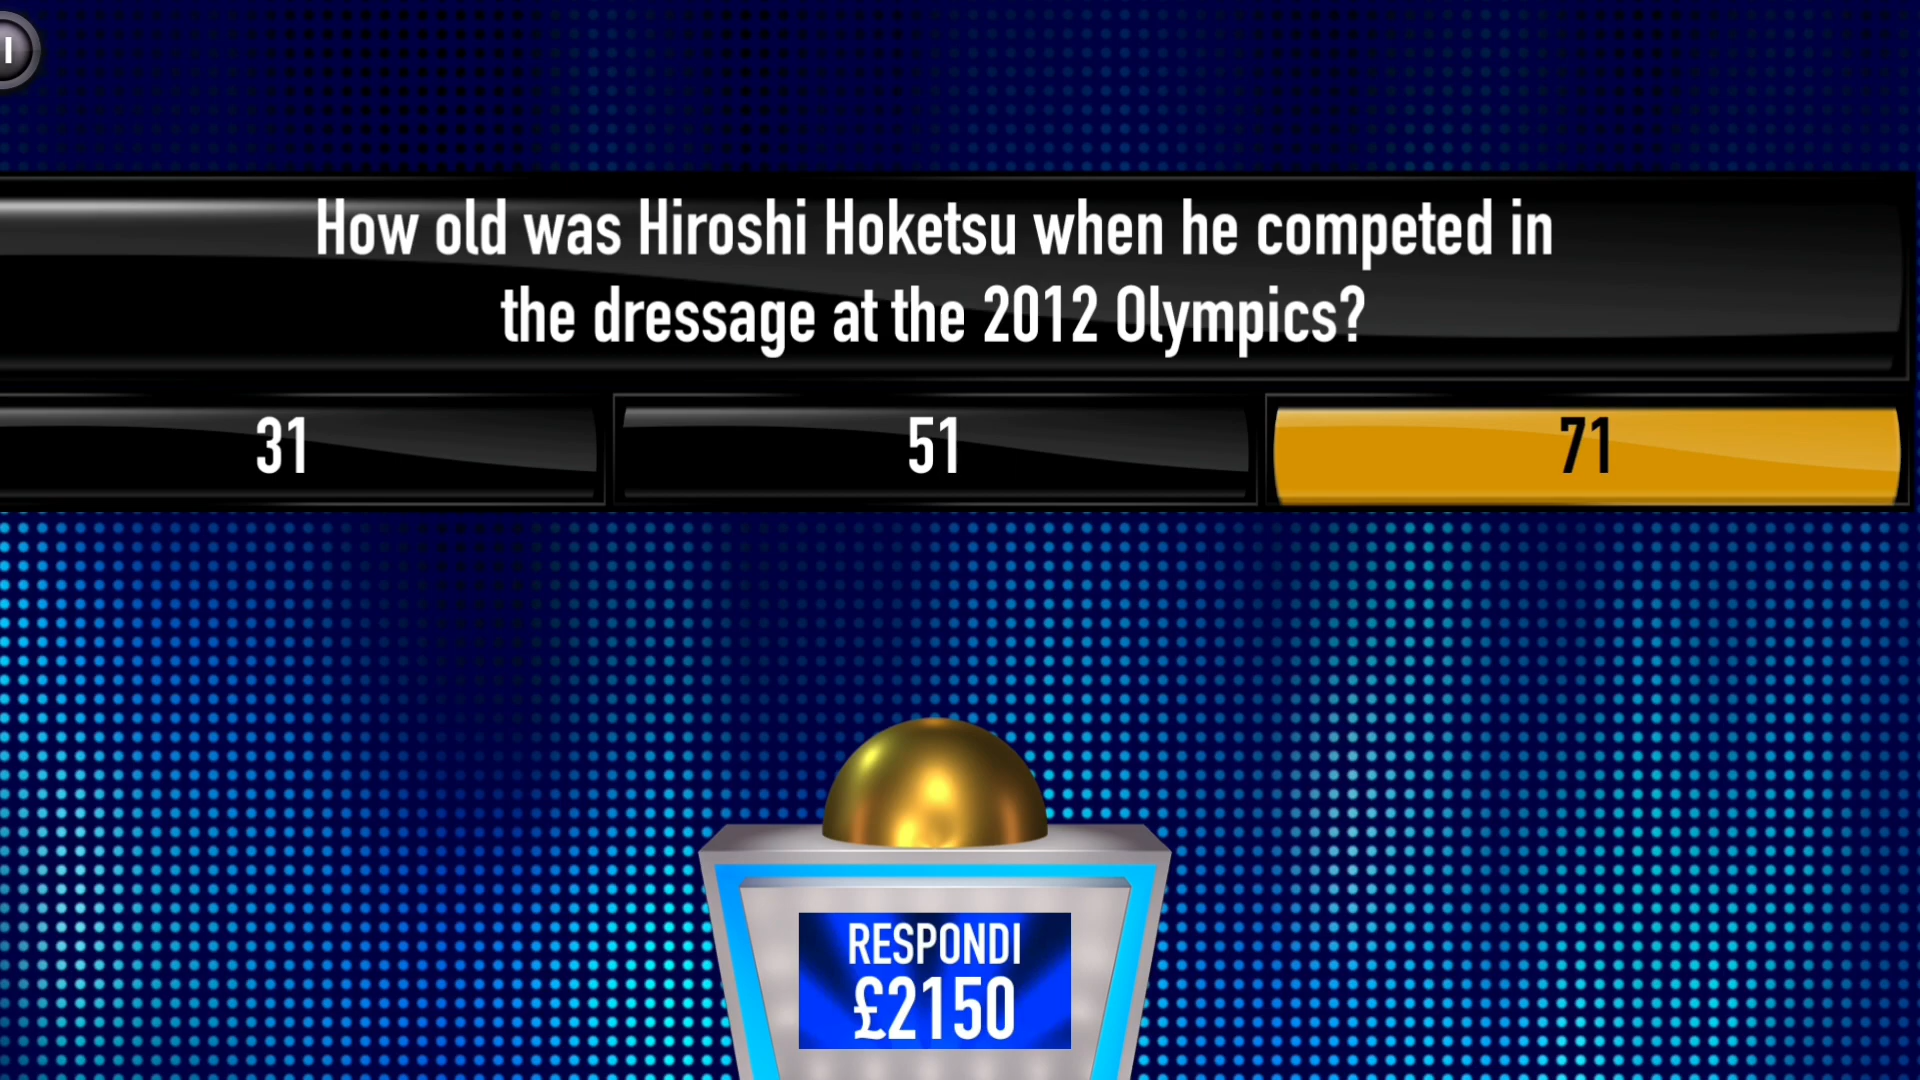 How old was Hiroshi Hoketsu when he competed in
the dressage at the 2012 Olympics?
31
51
71
RESPONDI
£2150